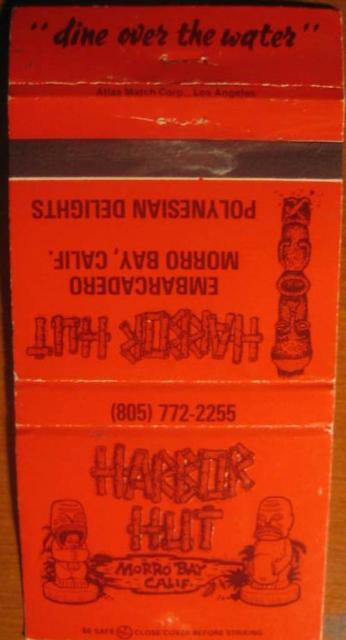 "dine over the water"
Atlas Match Corp., Los Angeles
HARBOR HUT
EMBARCADERO
MORRO BAY, CALIF.
POLYNESIAN DELIGHTS
(805) 772-2255
HARBOR
HUT
MORRO BAY
CALIF.
BE SAFE CLOSE COVER BEFORE STRIKING